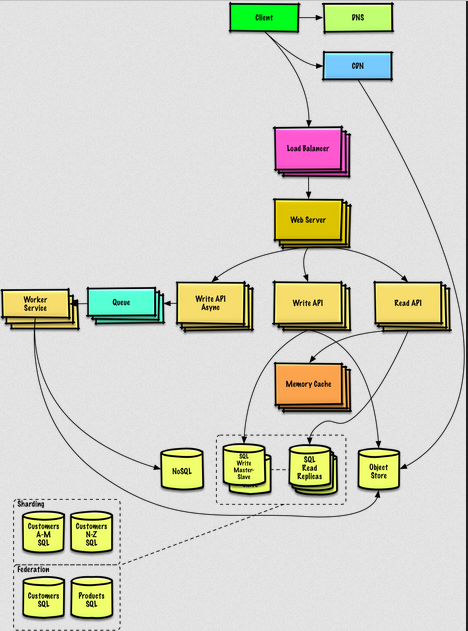 Client
DNS
CDN
Load Balancer
Web Server
Worker
Service
Queue
Write API
Async
Write API
Read API
Memory Cache
NoSQL
SQL
Write
Master-
Slave
SQL
Read
Replicas
Object
Store
Sharding
Customers
A-M
SQL
Customers
N-Z
SQL
Federation
Customers
SQL
Products
SQL